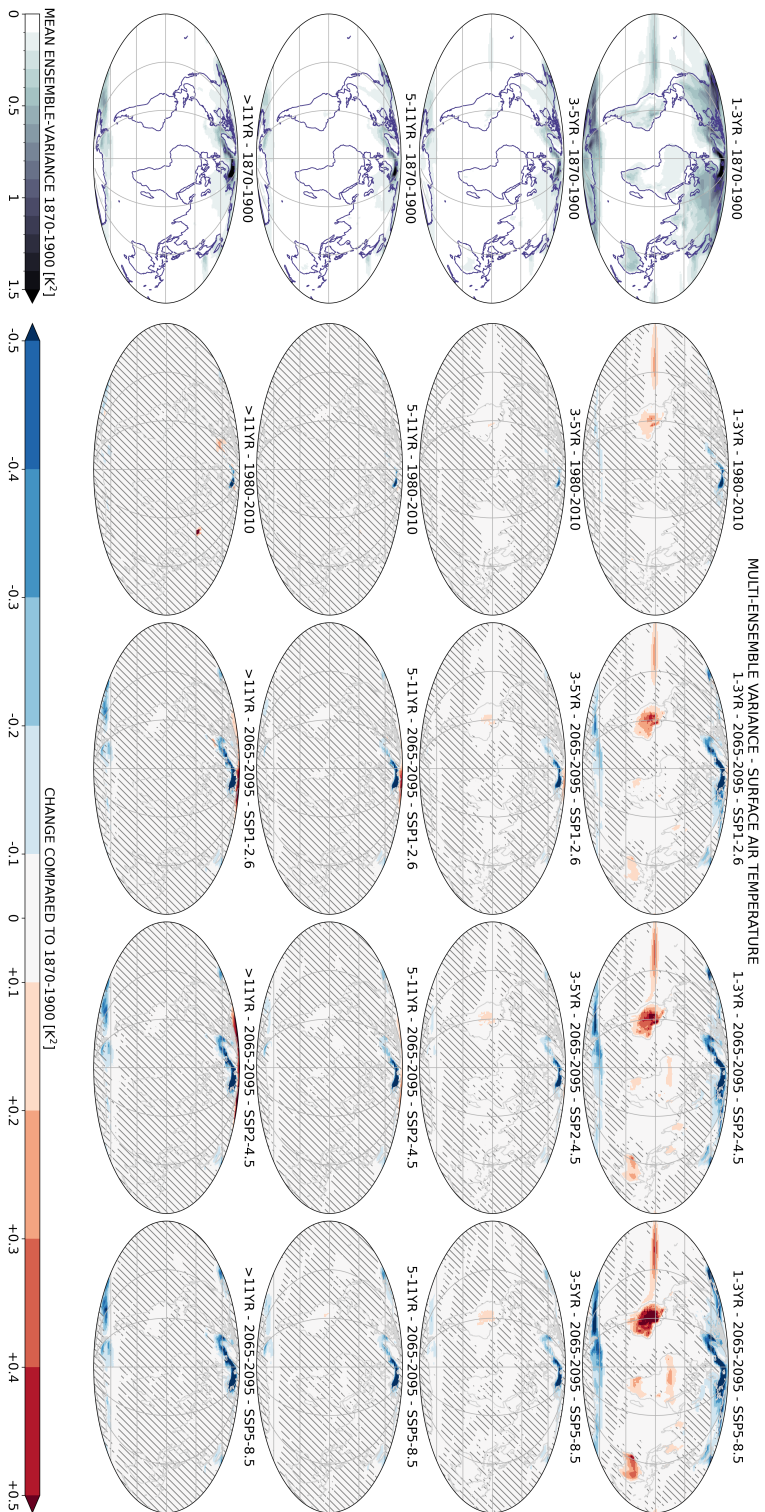 MULTI-ENSEMBLE VARIANCE - SURFACE AIR TEMPERATURE
1-3YR - 1870-1900
1-3YR - 1980-2010
1-3YR - 2065-2095 - SSP1-2.6
1-3YR - 2065-2095 - SSP2-4.5
1-3YR - 2065-2095 - SSP5-8.5
3-5YR - 1870-1900
3-5YR - 1980-2010
3-5YR - 2065-2095 - SSP1-2.6
3-5YR - 2065-2095 - SSP2-4.5
3-5YR - 2065-2095 - SSP5-8.5
5-11YR - 1870-1900
5-11YR - 1980-2010
5-11YR - 2065-2095 - SSP1-2.6
5-11YR - 2065-2095 - SSP2-4.5
5-11YR - 2065-2095 - SSP5-8.5
>11YR - 1870-1900
>11YR - 1980-2010
>11YR - 2065-2095 - SSP1-2.6
>11YR - 2065-2095 - SSP2-4.5
>11YR - 2065-2095 - SSP5-8.5
MEAN ENSEMBLE-VARIANCE 1870-1900 [K²]
0 0.5 1 1.5
CHANGE COMPARED TO 1870-1900 [K²]
-0.5 -0.4 -0.3 -0.2 -0.1 0 +0.1 +0.2 +0.3 +0.4 +0.5